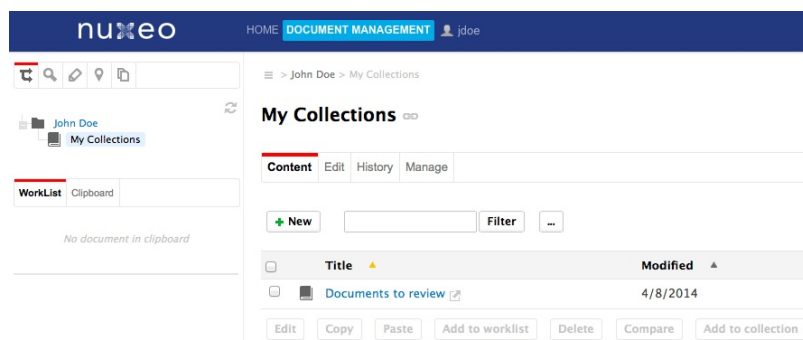 nuxeo
HOME DOCUMENT MANAGEMENT jdoe
> John Doe > My Collections
John Doe
My Collections
My Collections
Content Edit History Manage
WorkList Clipboard
No document in clipboard
+ New Filter ...
Title Modified
Documents to review 4/8/2014
Edit Copy Paste Add to worklist Delete Compare Add to collection